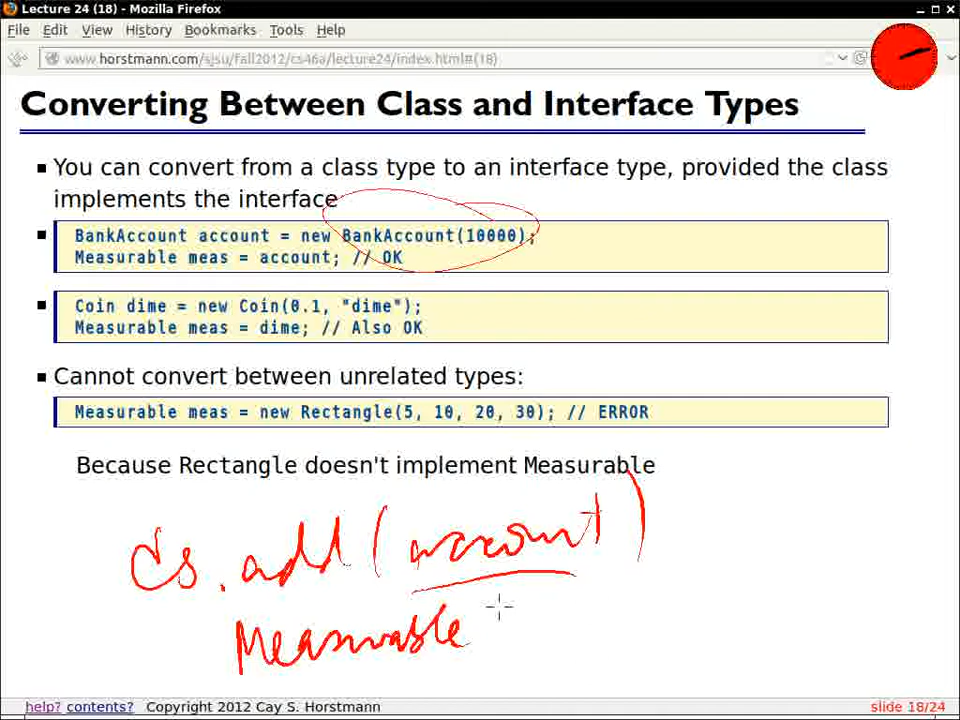 Lecture 24 (18) - Mozilla Firefox
File Edit View History Bookmarks Tools Help
www.horstmann.com/sjsu/fall2012/cs46a/lecture24/index.html#(18)
Converting Between Class and Interface Types
You can convert from a class type to an interface type, provided the class
implements the interface
BankAccount account = new BankAccount(10000);
Measurable meas = account; // OK
Coin dime = new Coin(0.1, "dime");
Measurable meas = dime; // Also OK
Cannot convert between unrelated types:
Measurable meas = new Rectangle(5, 10, 20, 30); // ERROR
Because Rectangle doesn't implement Measurable
ds.add(account)
Measurable
help? contents? Copyright 2012 Cay S. Horstmann slide 18/24